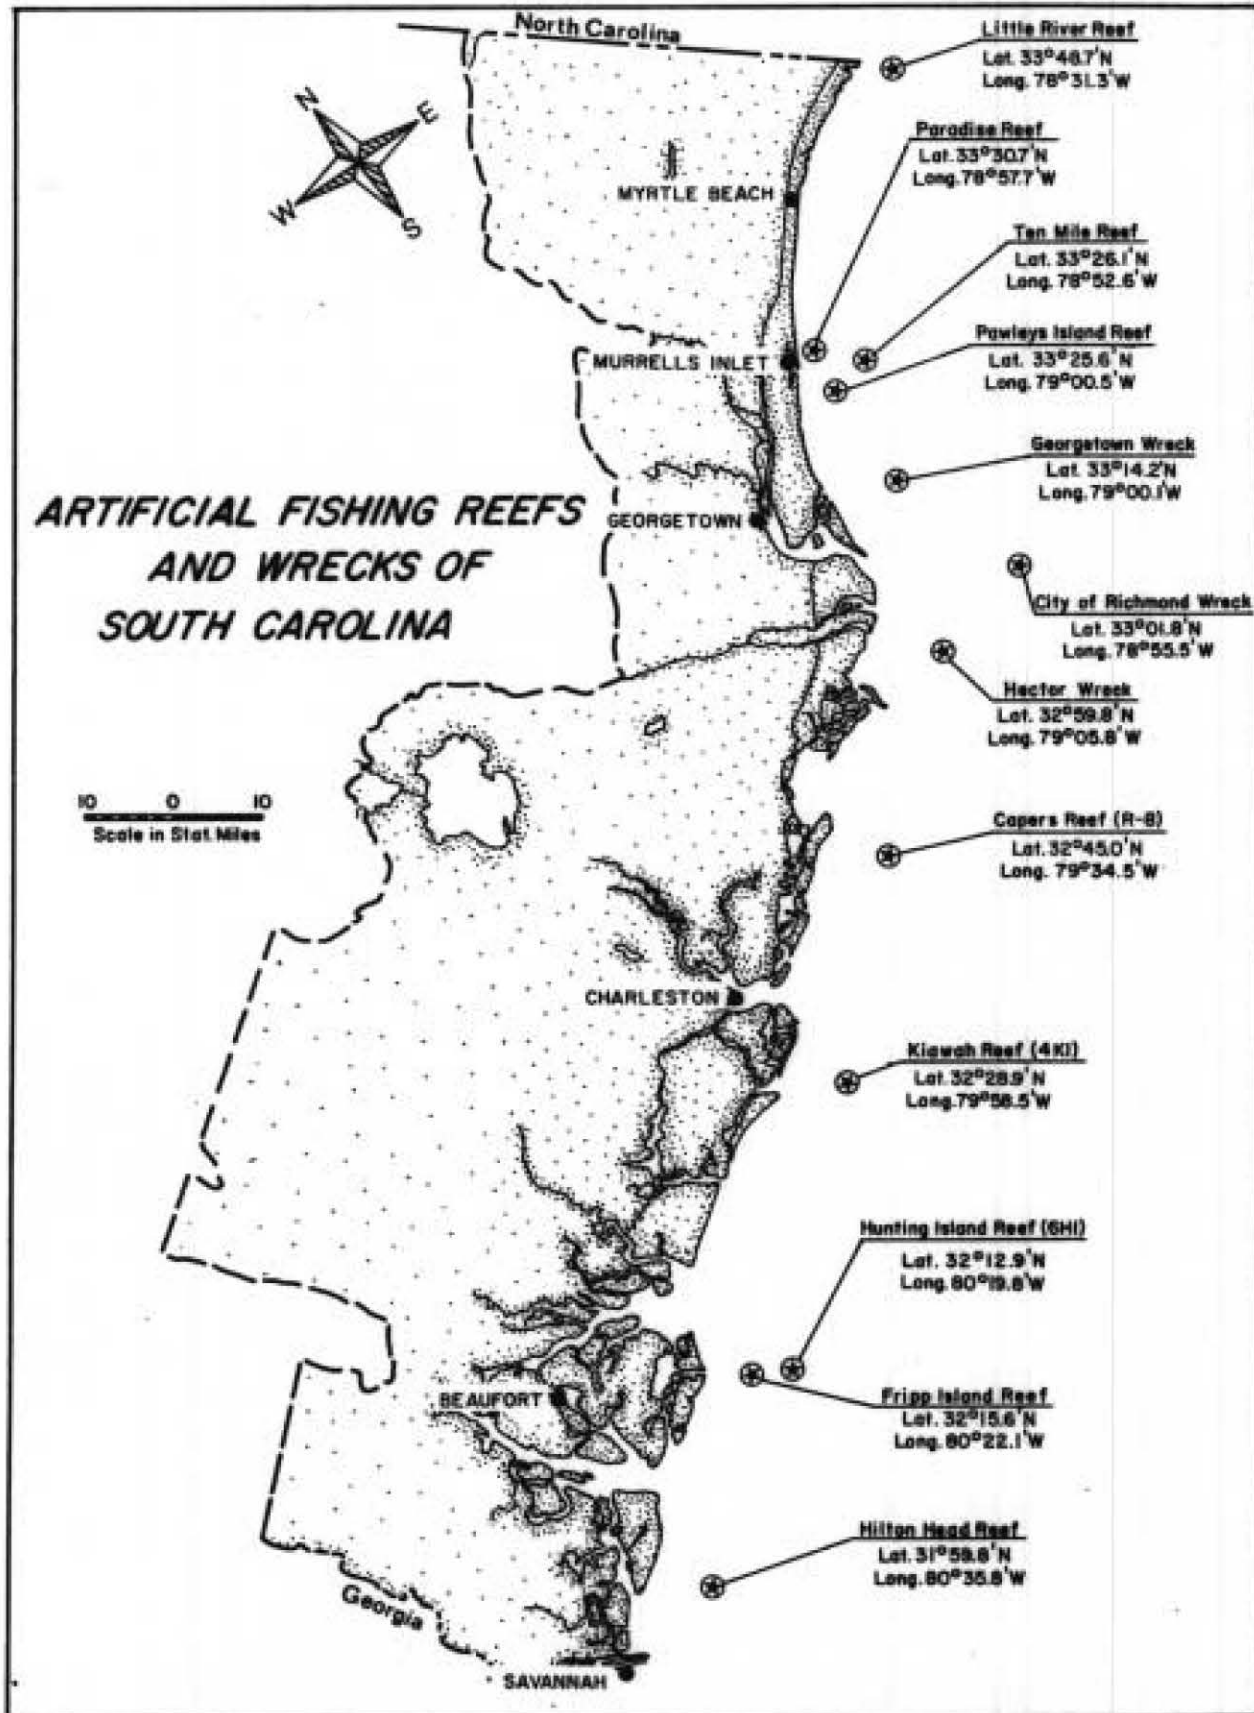 North Carolina
Little River Reef
Lat. 33°48.7'N
Long. 78°31.3'W
N
E
W
S
Paradise Reef
Lat. 33°30.7'N
Long. 78°57.7'W
MYRTLE BEACH
Ten Mile Reef
Lat. 33°26.1'N
Long. 78°52.6'W
Pawleys Island Reef
Lat. 33°25.6'N
Long. 79°00.5'W
MURRELLS INLET
Georgetown Wreck
Lat. 33°14.2'N
Long. 79°00.1'W
ARTIFICIAL FISHING REEFS
AND WRECKS OF
SOUTH CAROLINA
GEORGETOWN
City of Richmond Wreck
Lat. 33°01.8'N
Long. 78°55.5'W
Hector Wreck
Lat. 32°59.8'N
Long. 79°05.8'W
10 0 10
Scale in Stat. Miles
Capers Reef (R-8)
Lat. 32°45.0'N
Long. 79°34.5'W
CHARLESTON
Kiawah Reef (4KI)
Lat. 32°28.9'N
Long. 79°58.5'W
Hunting Island Reef (6HI)
Lat. 32°12.9'N
Long. 80°19.8'W
BEAUFORT
Fripp Island Reef
Lat. 32°15.6'N
Long. 80°22.1'W
Hilton Head Reef
Lat. 31°59.8'N
Long. 80°35.8'W
Georgia
SAVANNAH